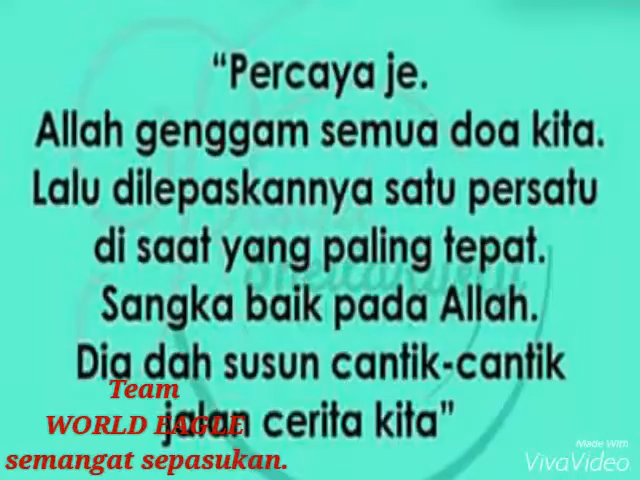 “Percaya je.
Allah genggam semua doa kita.
Lalu dilepaskannya satu persatu
di saat yang paling tepat.
Sangka baik pada Allah.
Dia dah susun cantik-cantik
jalan cerita kita”
Team
WORLD EAGLE
semangat sepasukan.
Made With
VivaVideo